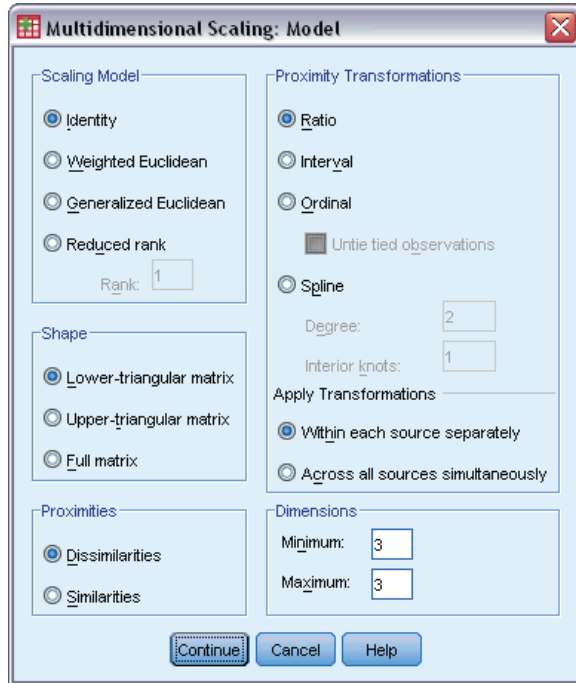 Multidimensional Scaling: Model
Scaling Model
Identity
Weighted Euclidean
Generalized Euclidean
Reduced rank
Rank: 1
Shape
Lower-triangular matrix
Upper-triangular matrix
Full matrix
Proximities
Dissimilarities
Similarities
Proximity Transformations
Ratio
Interval
Ordinal
Untie tied observations
Spline
Degree: 2
Interior knots: 1
Apply Transformations
Within each source separately
Across all sources simultaneously
Dimensions
Minimum: 3
Maximum: 3
Continue Cancel Help